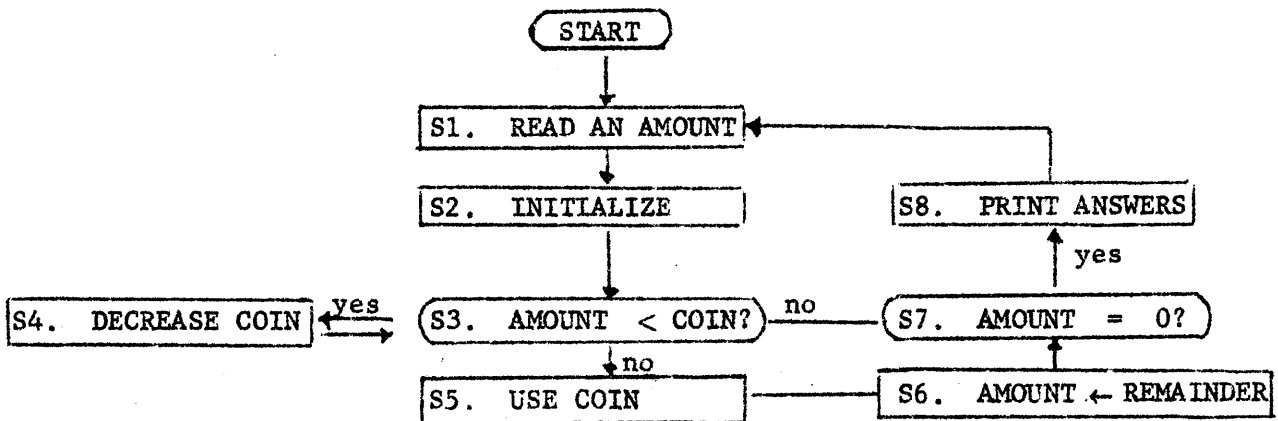 START
S1. READ AN AMOUNT
S2. INITIALIZE
S8. PRINT ANSWERS
yes
S4. DECREASE COIN
yes
S3. AMOUNT < COIN?
no
S7. AMOUNT = 0?
no
S5. USE COIN
S6. AMOUNT ← REMAINDER